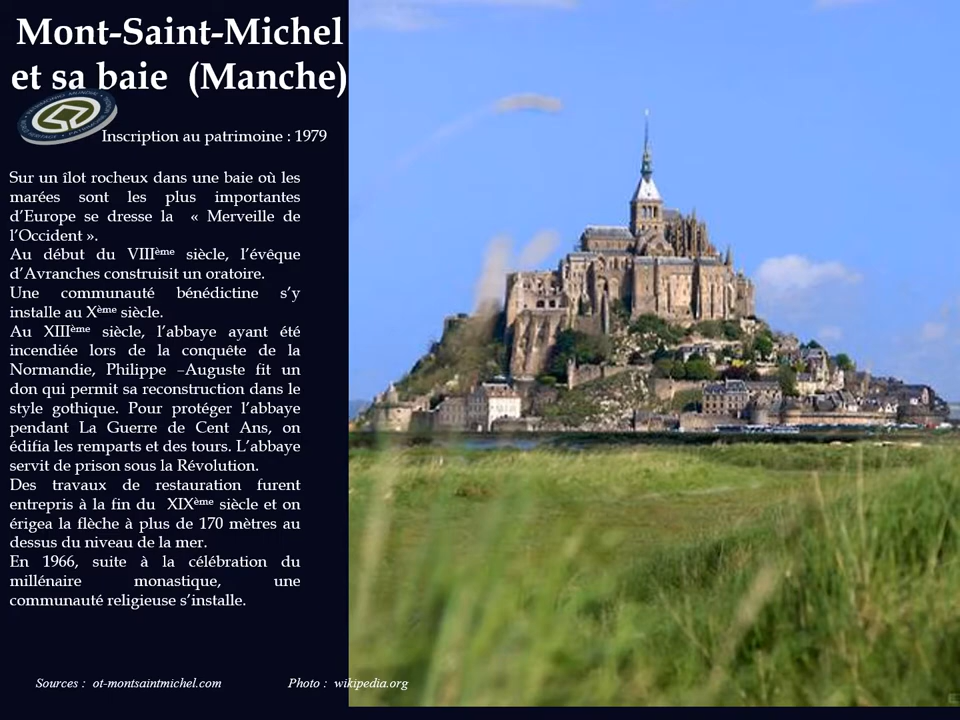 Mont-Saint-Michel
et sa baie (Manche)
Inscription au patrimoine : 1979
Sur un îlot rocheux dans une baie où les
marées sont les plus importantes
d'Europe se dresse la « Merveille de
l'Occident ».
Au début du VIIIème siècle, l'évêque
d'Avranches construisit un oratoire.
Une communauté bénédictine s'y
installe au Xème siècle.
Au XIIIème siècle, l'abbaye ayant été
incendiée lors de la conquête de la
Normandie, Philippe –Auguste fit un
don qui permit sa reconstruction dans le
style gothique. Pour protéger l'abbaye
pendant La Guerre de Cent Ans, on
édifia les remparts et des tours. L'abbaye
servit de prison sous la Révolution.
Des travaux de restauration furent
entrepris à la fin du XIXème siècle et on
érigea la flèche à plus de 170 mètres au
dessus du niveau de la mer.
En 1966, suite à la célébration du
millénaire monastique, une
communauté religieuse s'installe.
Sources : ot-montsaintmichel.com Photo : wikipedia.org